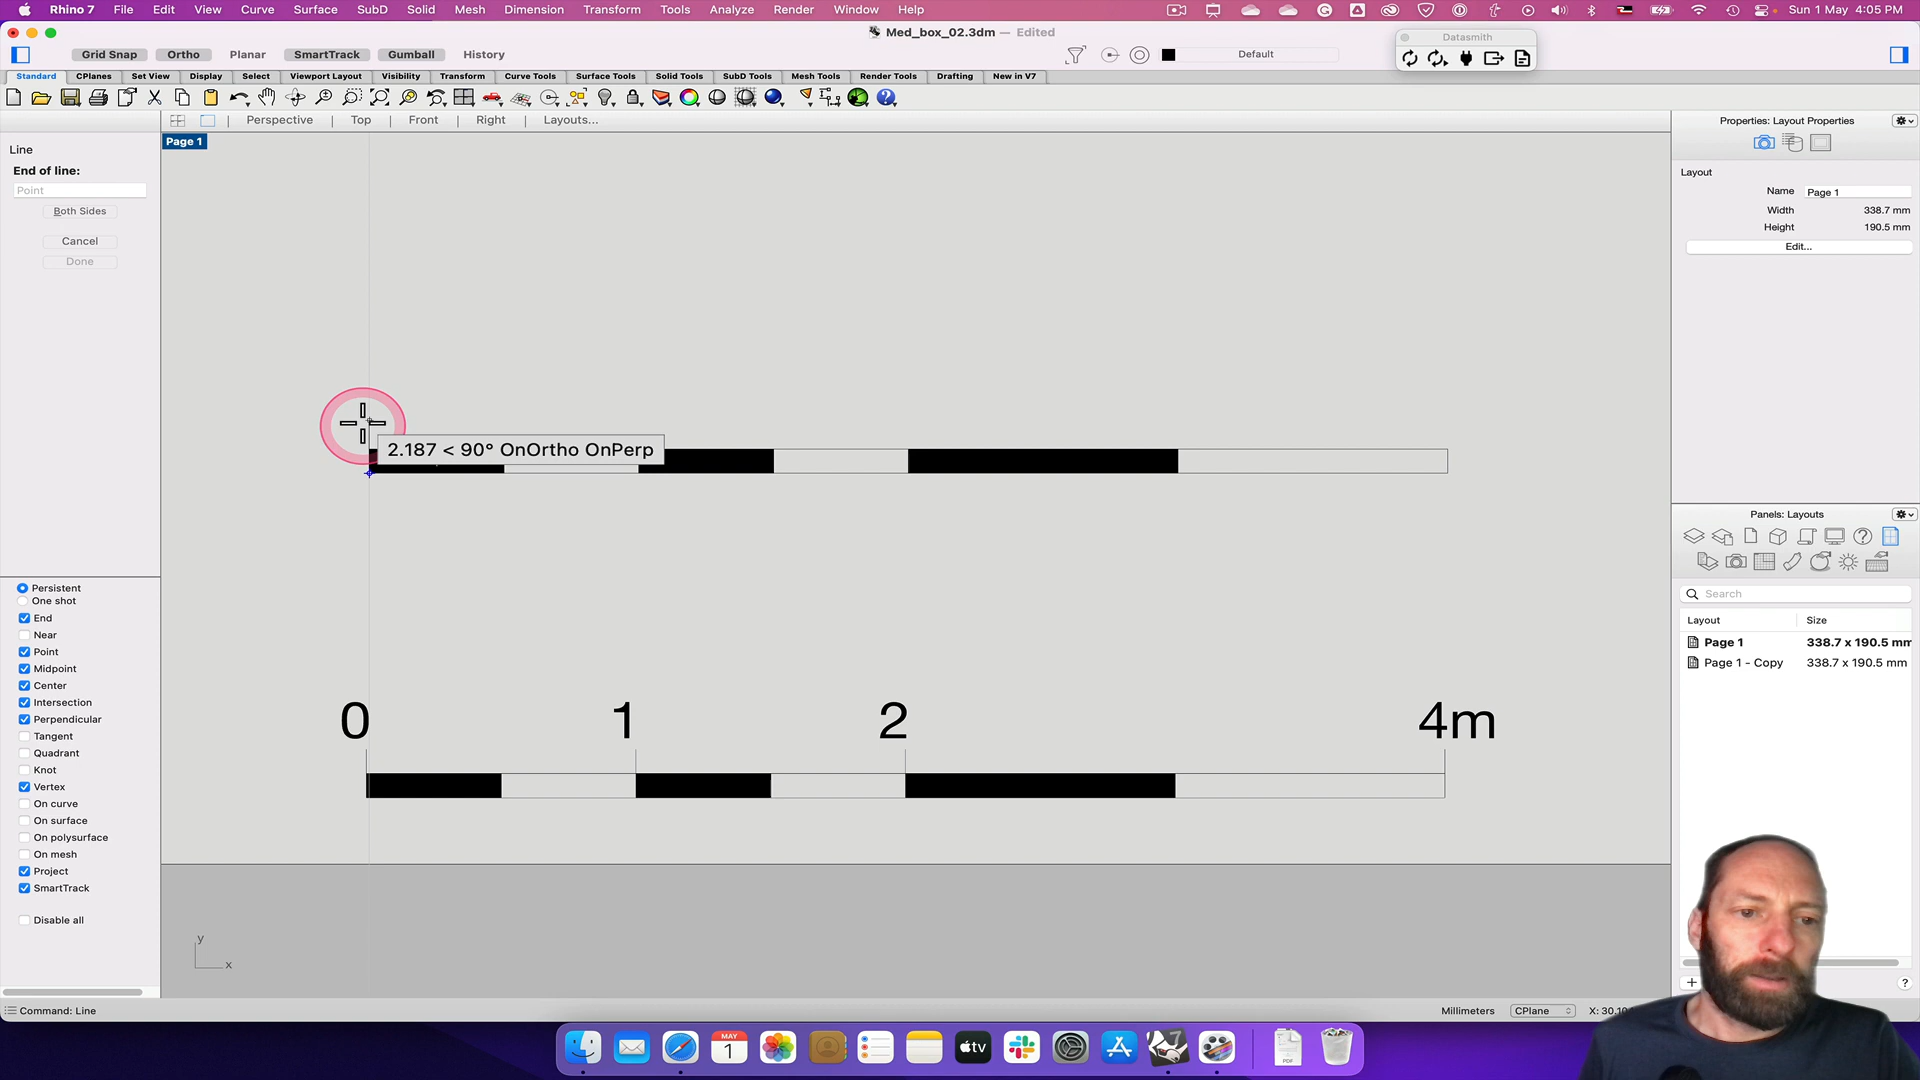 Rhino 7 File Edit View Curve Surface SubD Solid Mesh Dimension Transform Tools Analyze Render Window Help Sun 1 May 4:05 PM
Med_box_02.3dm — Edited
Datasmith
Grid Snap Ortho Planar SmartTrack Gumball History Default
Standard CPlanes Set View Display Select Viewport Layout Visibility Transform Curve Tools Surface Tools Solid Tools SubD Tools Mesh Tools Render Tools Drafting New in V7
Perspective Top Front Right Layouts...
Page 1
Line
End of line:
Point
Both Sides
Cancel
Done
Persistent
One shot
End
Near
Point
Midpoint
Center
Intersection
Perpendicular
Tangent
Quadrant
Knot
Vertex
On curve
On surface
On polysurface
On mesh
Project
SmartTrack
Disable all
2.187 < 90° OnOrtho OnPerp
0 1 2 4m
y
x
Properties: Layout Properties
Layout
Name Page 1
Width 338.7 mm
Height 190.5 mm
Edit...
Panels: Layouts
Search
Layout Size
Page 1 338.7 x 190.5 mm
Page 1 - Copy 338.7 x 190.5 mm
Command: Line Millimeters CPlane
MAY
1
tv
PDF